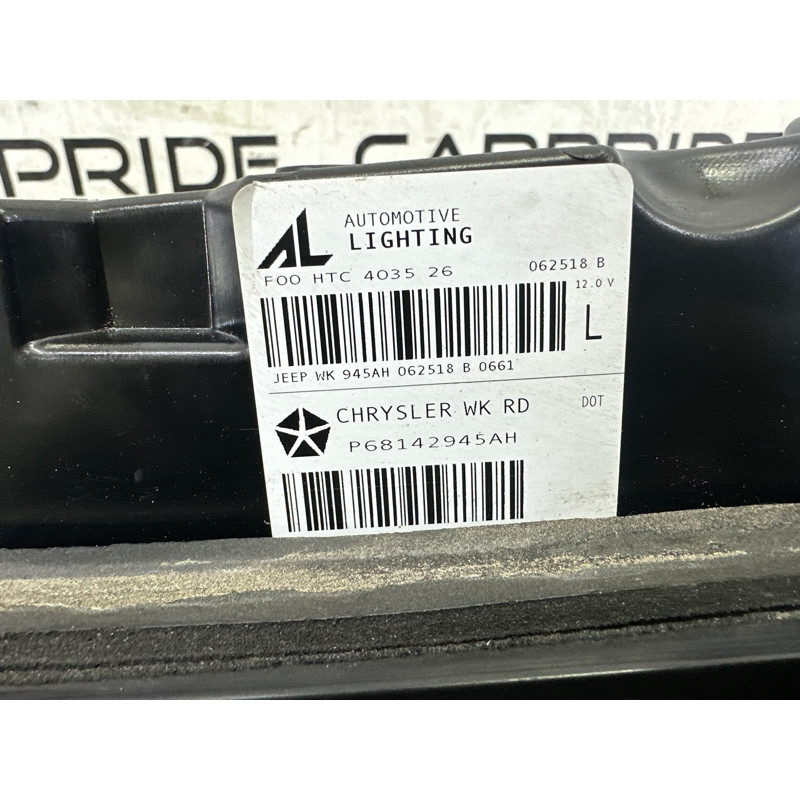 PRIDE CARPRIDE
AL AUTOMOTIVE
LIGHTING
F00 HTC 4035 26 062518 B
12.0 V
L
JEEP WK 945AH 062518 B 0661
CHRYSLER WK RD DOT
P68142945AH